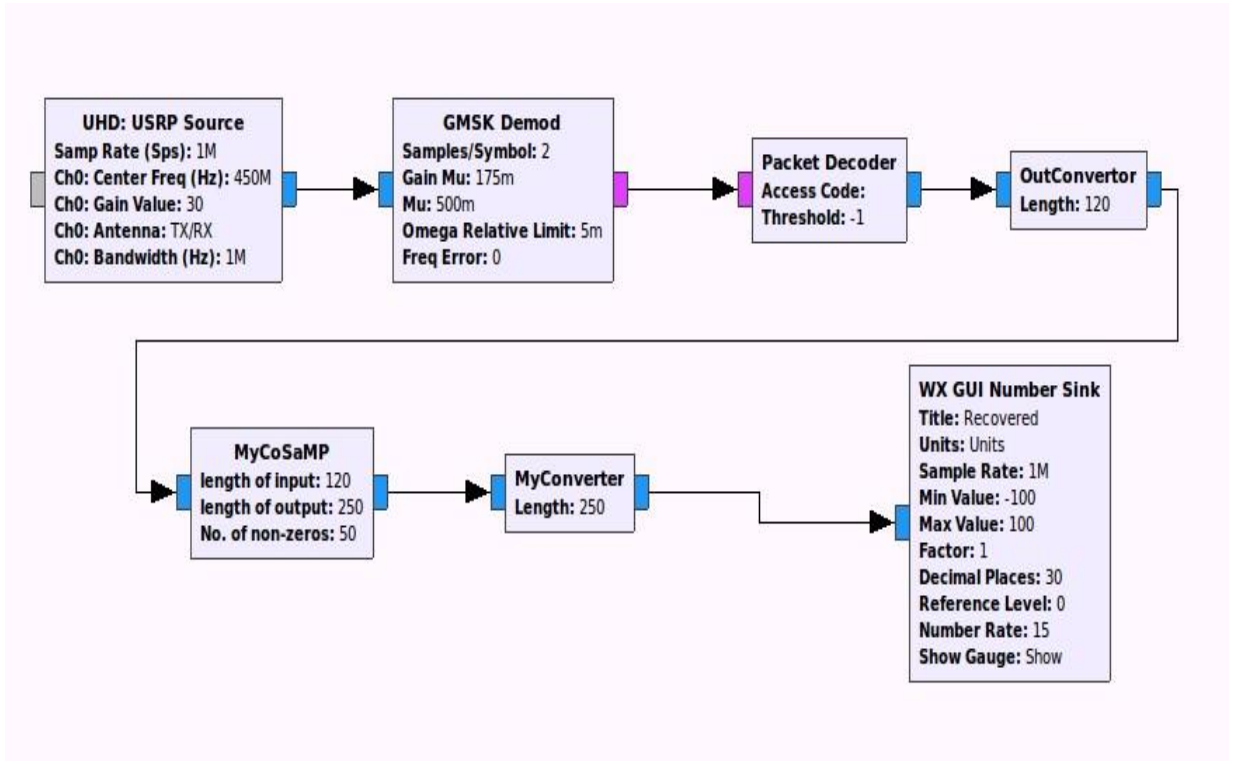 UHD: USRP Source
Samp Rate (Sps): 1M
Ch0: Center Freq (Hz): 450M
Ch0: Gain Value: 30
Ch0: Antenna: TX/RX
Ch0: Bandwidth (Hz): 1M
GMSK Demod
Samples/Symbol: 2
Gain Mu: 175m
Mu: 500m
Omega Relative Limit: 5m
Freq Error: 0
Packet Decoder
Access Code:
Threshold: -1
OutConvertor
Length: 120
MyCoSaMP
length of input: 120
length of output: 250
No. of non-zeros: 50
MyConverter
Length: 250
WX GUI Number Sink
Title: Recovered
Units: Units
Sample Rate: 1M
Min Value: -100
Max Value: 100
Factor: 1
Decimal Places: 30
Reference Level: 0
Number Rate: 15
Show Gauge: Show